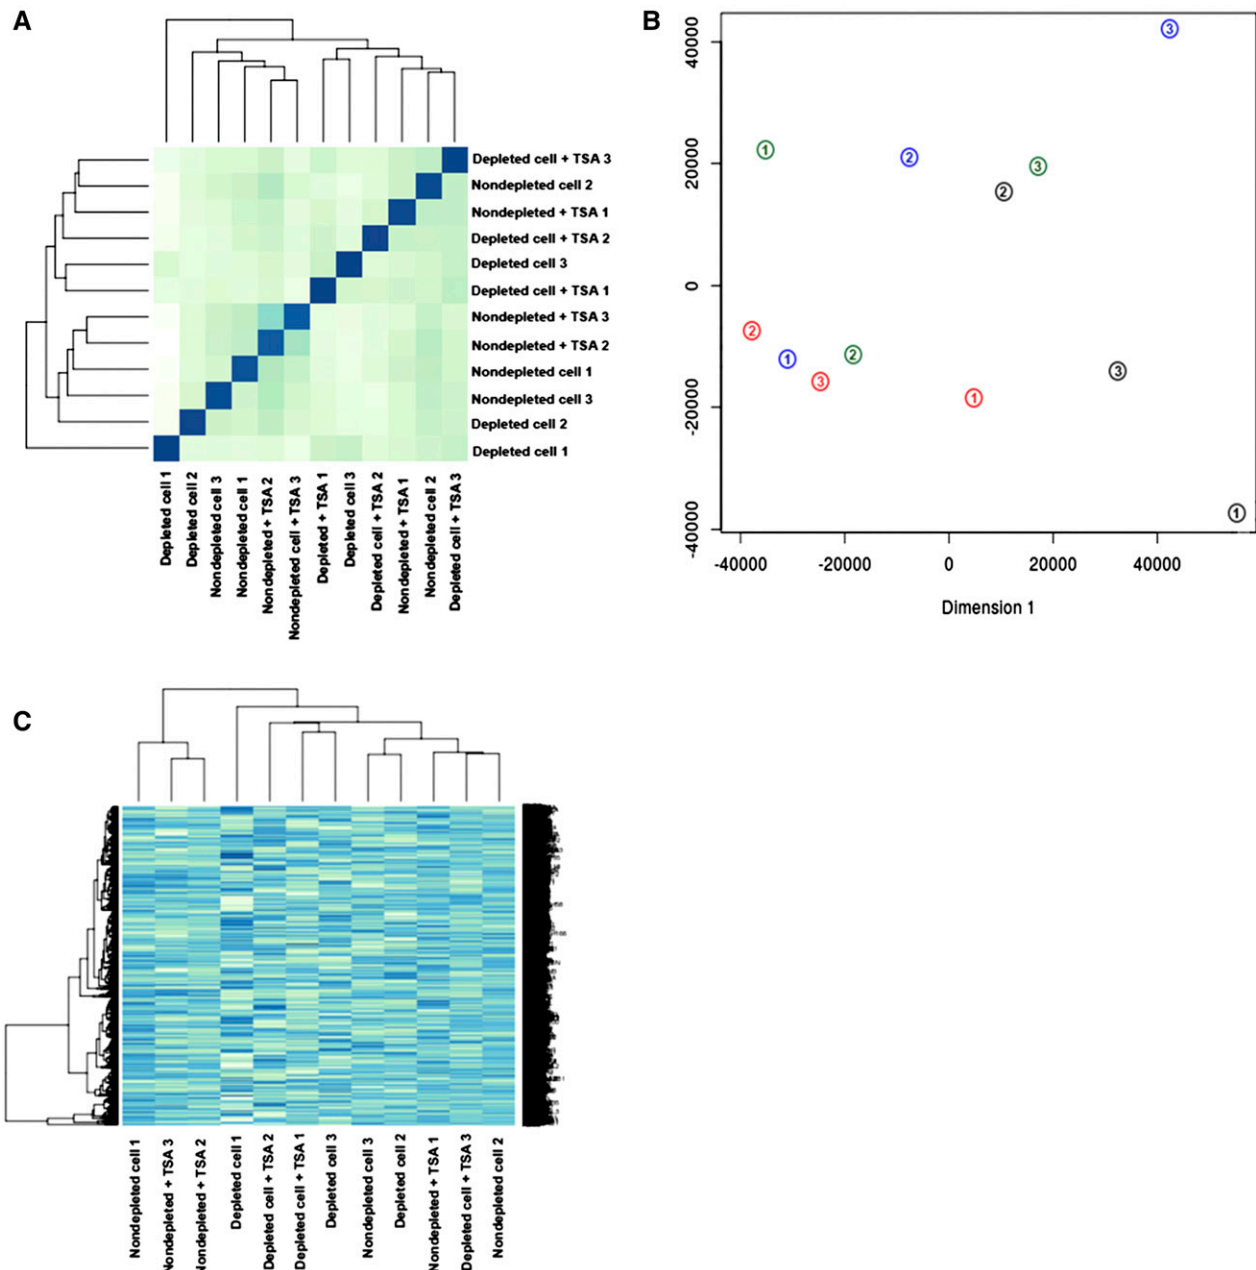 A
Depleted cell + TSA 3
Nondepleted cell 2
Nondepleted + TSA 1
Depleted cell + TSA 2
Depleted cell 3
Depleted cell + TSA 1
Nondepleted + TSA 3
Nondepleted + TSA 2
Nondepleted cell 1
Nondepleted cell 3
Depleted cell 2
Depleted cell 1
Depleted cell 1
Depleted cell 2
Nondepleted cell 3
Nondepleted cell 1
Nondepleted + TSA 2
Nondepleted cell + TSA 3
Depleted + TSA 1
Depleted cell 3
Depleted cell + TSA 2
Nondepleted + TSA 1
Nondepleted cell 2
Depleted cell + TSA 3
B
40000
20000
0
-20000
-40000
3
1
2
3
2
2
1
2
3
1
3
1
-40000
-20000
0
20000
40000
Dimension 1
C
Nondepleted cell 1
Nondepleted + TSA 3
Nondepleted + TSA 2
Depleted cell 1
Depleted cell + TSA 2
Depleted cell + TSA 1
Depleted cell 3
Nondepleted cell 3
Depleted cell 2
Nondepleted + TSA 1
Depleted cell + TSA 3
Nondepleted cell 2